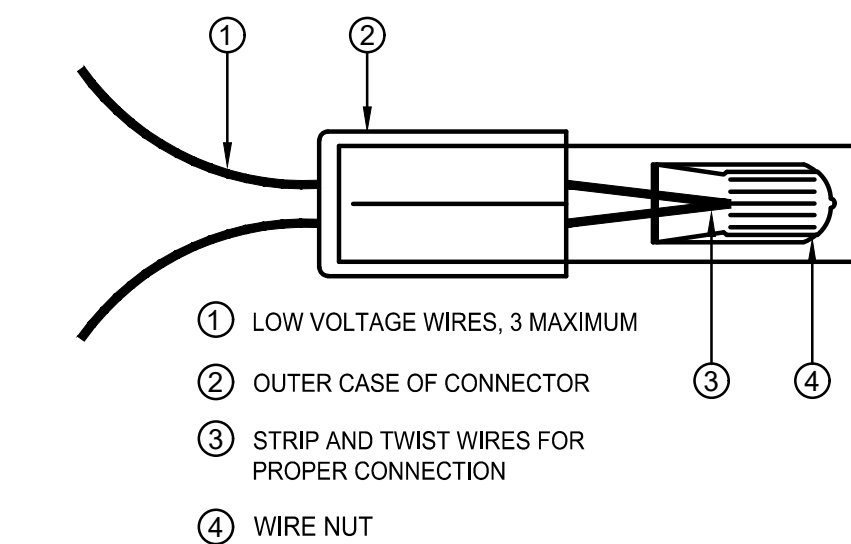 ① ②
① LOW VOLTAGE WIRES, 3 MAXIMUM
② OUTER CASE OF CONNECTOR
③ ④
③ STRIP AND TWIST WIRES FOR
PROPER CONNECTION
④ WIRE NUT